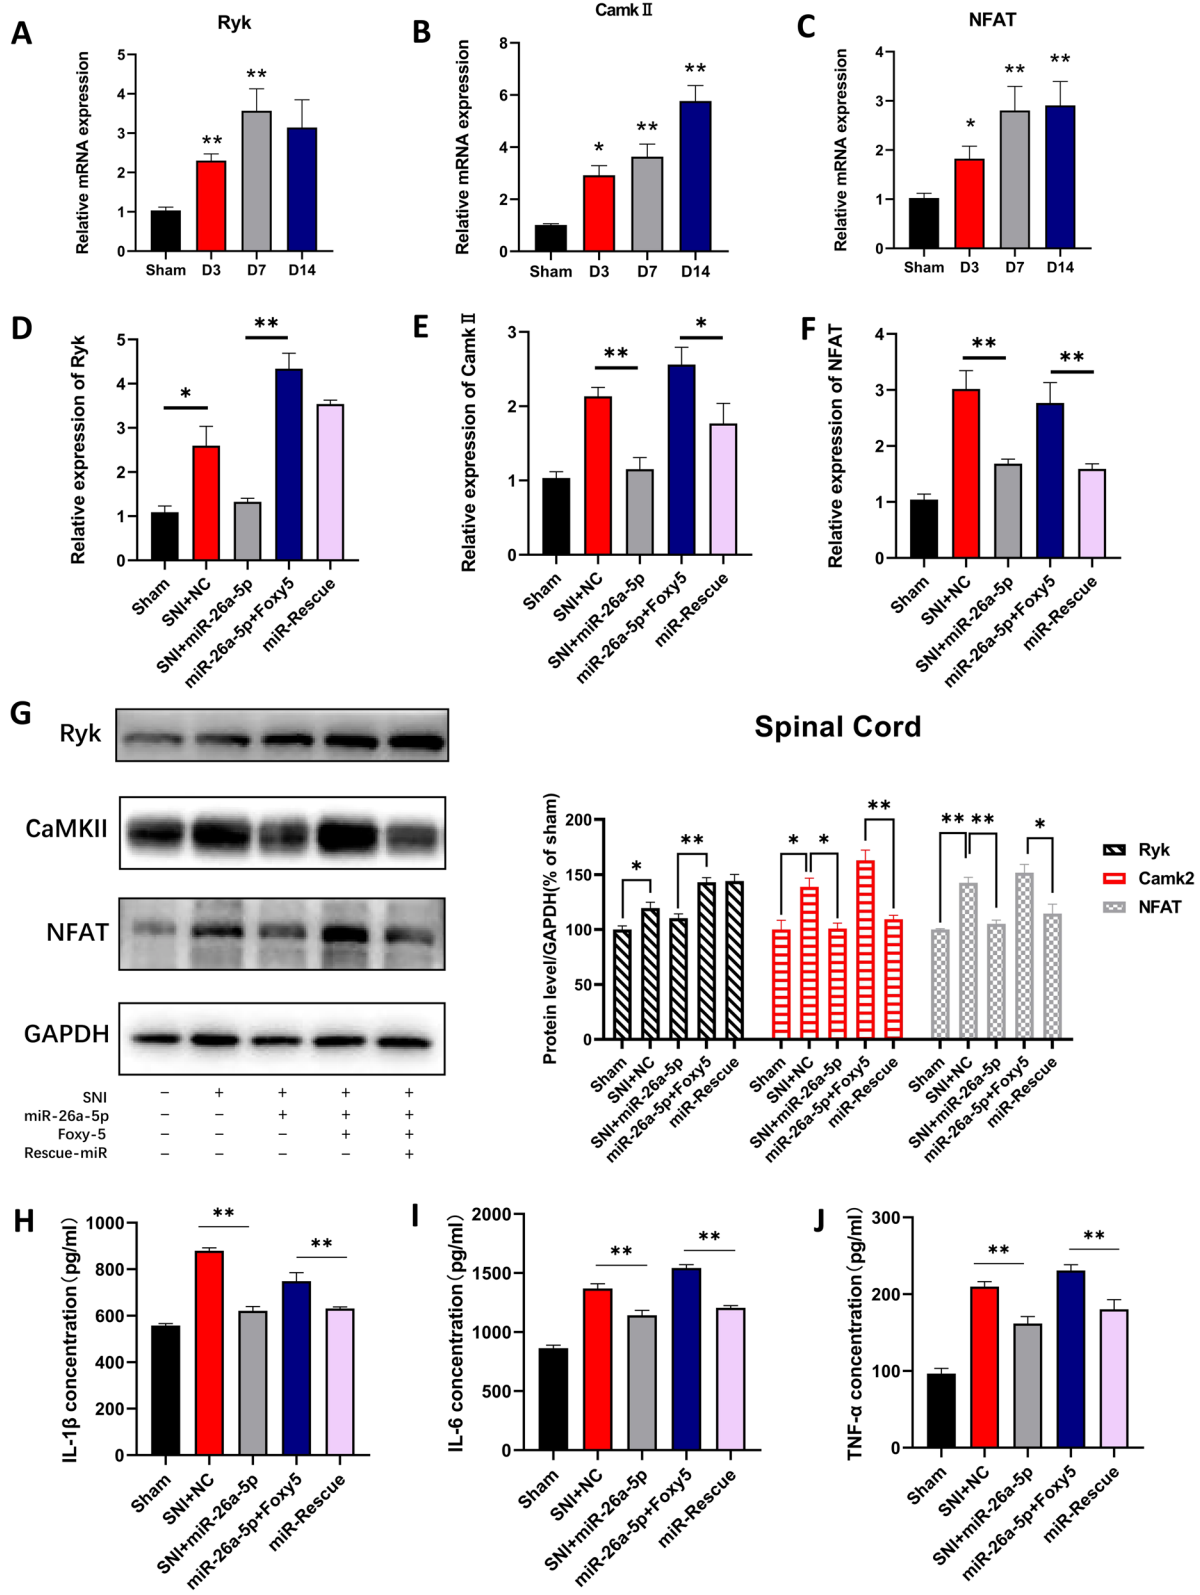 A
Ryk
Relative mRNA expression
5
4
3
2
1
0
**
**
Sham D3 D7 D14
B
Camk Ⅱ
Relative mRNA expression
8
6
4
2
0
*
**
**
Sham D3 D7 D14
C
NFAT
Relative mRNA expression
4
3
2
1
0
*
**
**
Sham D3 D7 D14
D
Relative expression of Ryk
5
4
3
2
1
0
*
**
Sham
SNI+NC
SNI+miR-26a-5p
miR-26a-5p+Foxy5
miR-Rescue
E
Relative expression of Camk Ⅱ
3
2
1
0
**
*
Sham
SNI+NC
SNI+miR-26a-5p
miR-26a-5p+Foxy5
miR-Rescue
F
Relative expression of NFAT
4
3
2
1
0
**
**
Sham
SNI+NC
SNI+miR-26a-5p
miR-26a-5p+Foxy5
miR-Rescue
G
Ryk
CaMKII
NFAT
GAPDH
SNI − + + + +
miR-26a-5p − − + + +
Foxy-5 − − − + +
Rescue-miR − − − − +
Spinal Cord
Protein level/GAPDH(% of sham)
200
150
100
50
0
* **
* * **
** ** *
Sham
SNI+NC
SNI+miR-26a-5p
miR-26a-5p+Foxy5
miR-Rescue
Sham
SNI+NC
SNI+miR-26a-5p
miR-26a-5p+Foxy5
miR-Rescue
Sham
SNI+NC
SNI+miR-26a-5p
miR-26a-5p+Foxy5
miR-Rescue
Ryk
Camk2
NFAT
H
IL-1β concentration（pg/ml）
1000
800
600
400
200
0
**
**
Sham
SNI+NC
SNI+miR-26a-5p
miR-26a-5p+Foxy5
miR-Rescue
I
IL-6 concentration（pg/ml）
2000
1500
1000
500
0
**
**
Sham
SNI+NC
SNI+miR-26a-5p
miR-26a-5p+Foxy5
miR-Rescue
J
TNF-α concentration（pg/ml）
300
200
100
0
**
**
Sham
SNI+NC
SNI+miR-26a-5p
miR-26a-5p+Foxy5
miR-Rescue